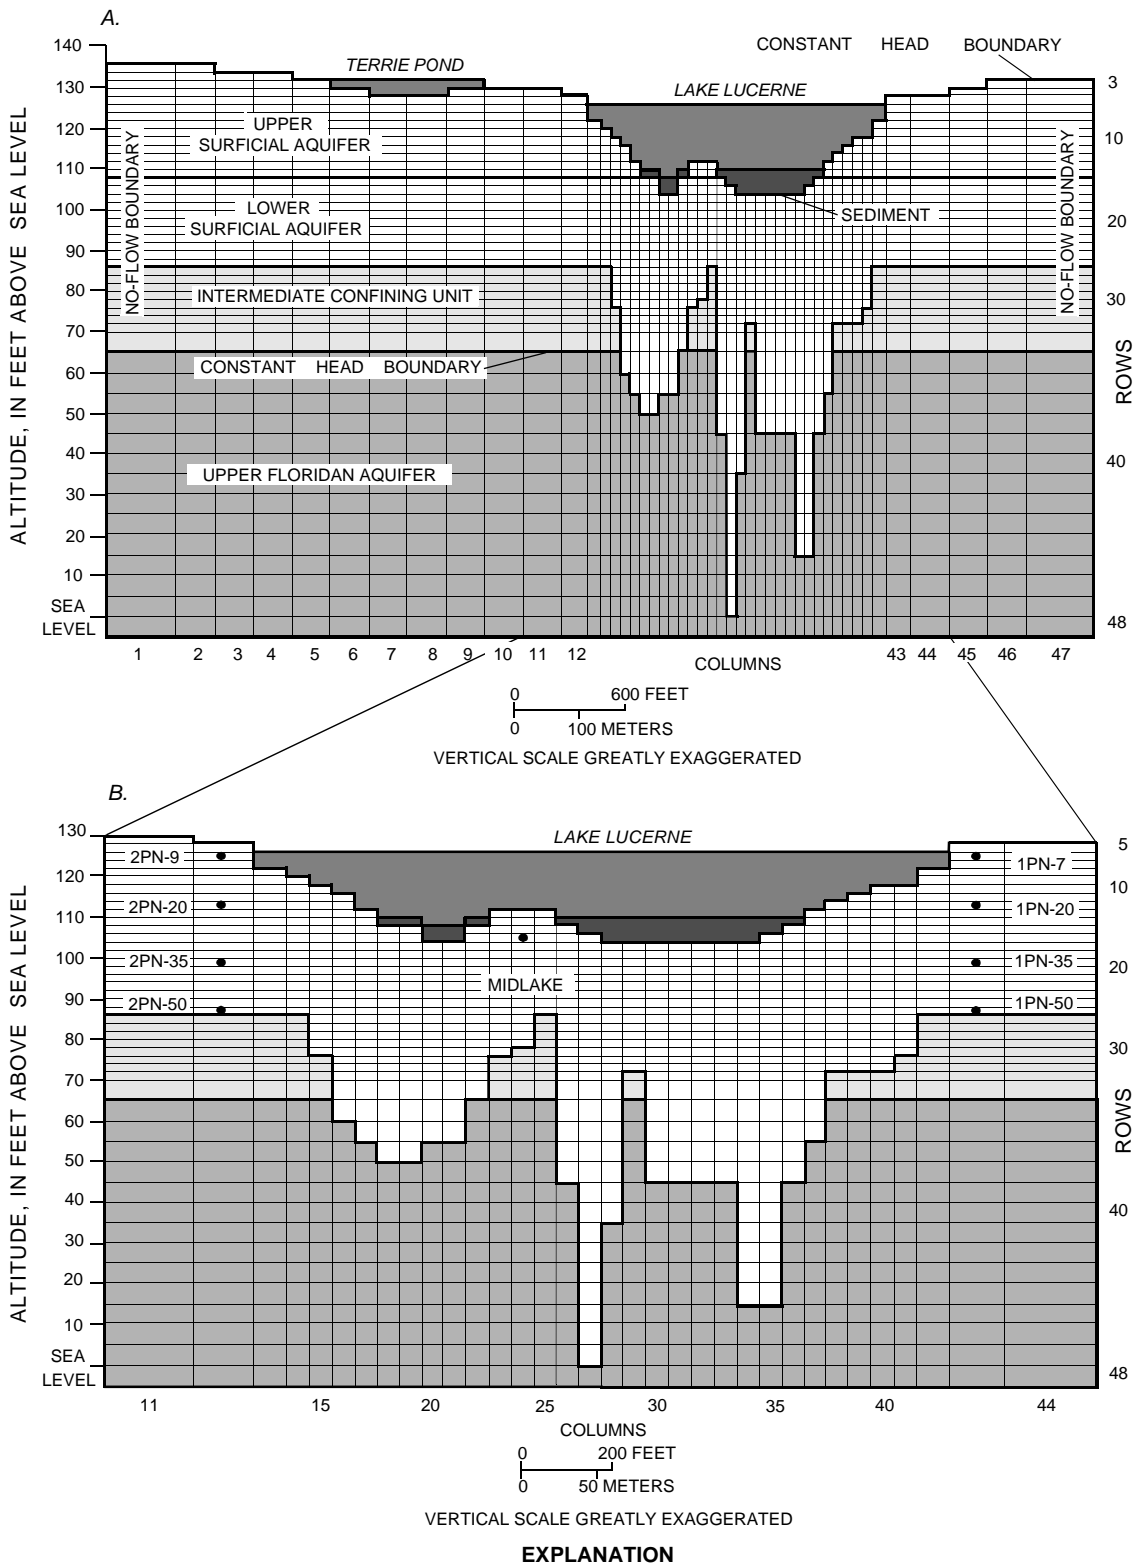 A.
CONSTANT HEAD BOUNDARY
TERRIE POND
LAKE LUCERNE
ALTITUDE, IN FEET ABOVE SEA LEVEL
140
130
120
110
100
90
80
70
60
50
40
30
20
10
SEA
LEVEL
NO-FLOW BOUNDARY
UPPER
SURFICIAL AQUIFER
LOWER
SURFICIAL AQUIFER
SEDIMENT
INTERMEDIATE CONFINING UNIT
CONSTANT HEAD BOUNDARY
UPPER FLORIDAN AQUIFER
NO-FLOW BOUNDARY
3
10
20
30
40
48
ROWS
1 2 3 4 5 6 7 8 9 10 11 12 43 44 45 46 47
COLUMNS
0 600 FEET
0 100 METERS
VERTICAL SCALE GREATLY EXAGGERATED
B.
LAKE LUCERNE
ALTITUDE, IN FEET ABOVE SEA LEVEL
130
120
110
100
90
80
70
60
50
40
30
20
10
SEA
LEVEL
2PN-9
2PN-20
2PN-35
2PN-50
MIDLAKE
1PN-7
1PN-20
1PN-35
1PN-50
5
10
20
30
40
48
ROWS
11 15 20 25 30 35 40 44
COLUMNS
0 200 FEET
0 50 METERS
VERTICAL SCALE GREATLY EXAGGERATED
EXPLANATION